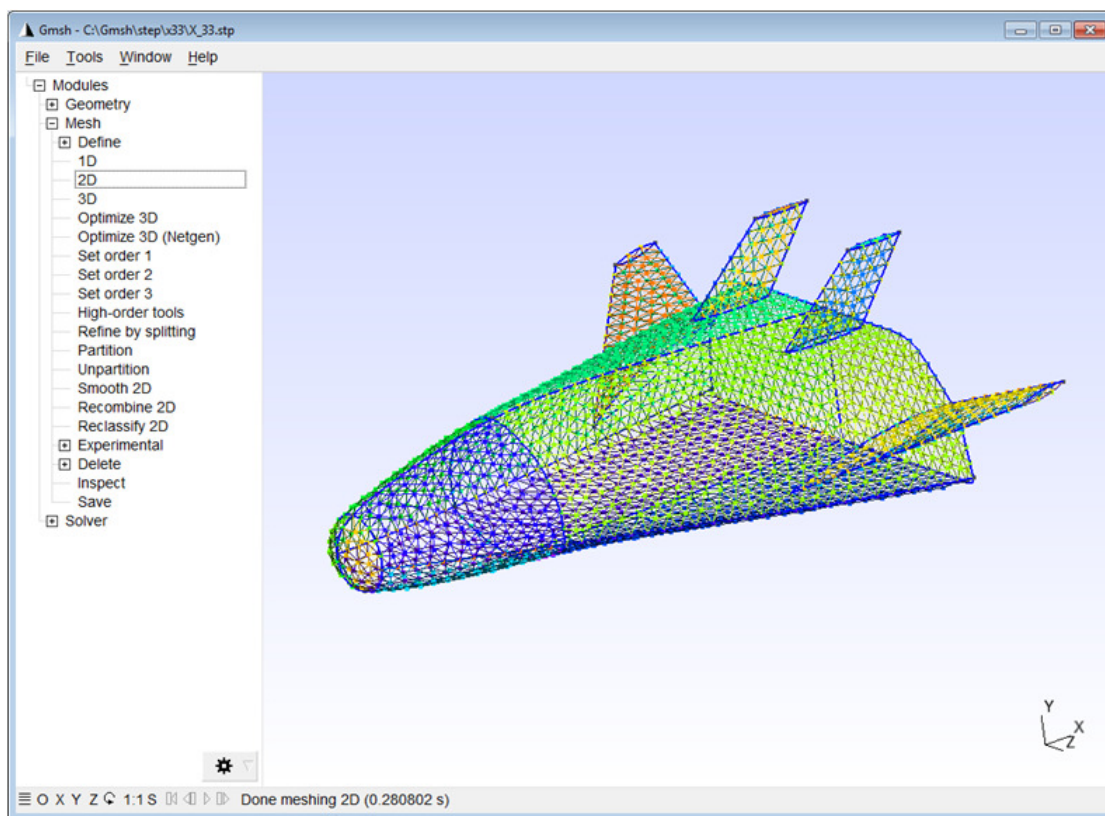 Gmsh - C:\Gmsh\step\x33\X_33.stp
File Tools Window Help
Modules
Geometry
Mesh
Define
1D
2D
3D
Optimize 3D
Optimize 3D (Netgen)
Set order 1
Set order 2
Set order 3
High-order tools
Refine by splitting
Partition
Unpartition
Smooth 2D
Recombine 2D
Reclassify 2D
Experimental
Delete
Inspect
Save
Solver
Y
X
Z
O X Y Z 1:1 S Done meshing 2D (0.280802 s)